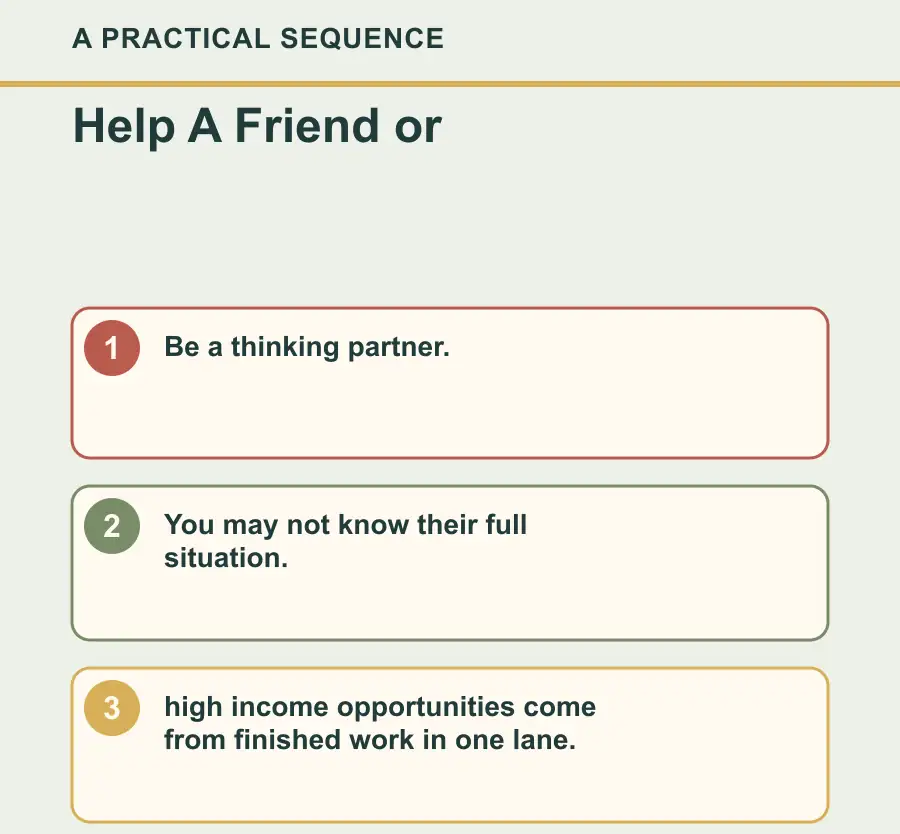 A PRACTICAL SEQUENCE
Help A Friend or
1
Be a thinking partner.
2
You may not know their full
situation.
3
high income opportunities come
from finished work in one lane.